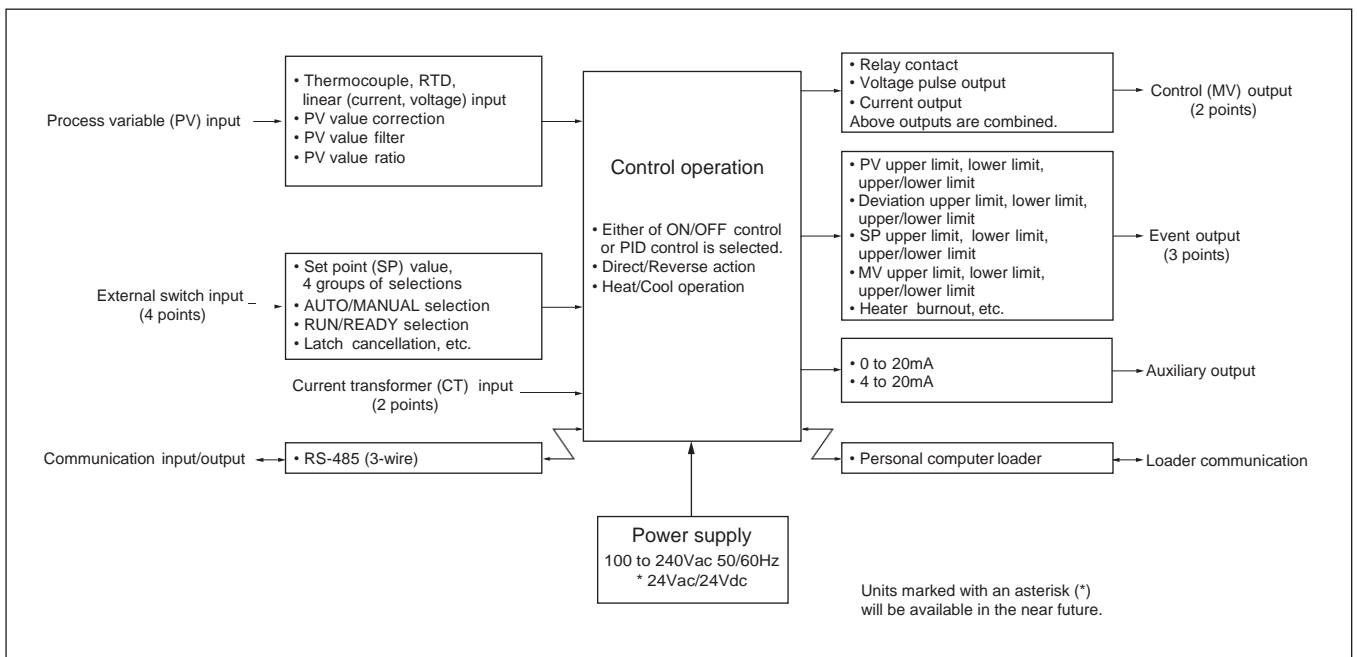 Process variable (PV) input
• Thermocouple, RTD,
linear (current, voltage) input
• PV value correction
• PV value filter
• PV value ratio
External switch input
(4 points)
• Set point (SP) value,
4 groups of selections
• AUTO/MANUAL selection
• RUN/READY selection
• Latch cancellation, etc.
Current transformer (CT) input
(2 points)
Communication input/output
• RS-485 (3-wire)
Control operation
• Either of ON/OFF control
or PID control is selected.
• Direct/Reverse action
• Heat/Cool operation
Power supply
100 to 240Vac 50/60Hz
* 24Vac/24Vdc
• Relay contact
• Voltage pulse output
• Current output
Above outputs are combined.
Control (MV) output
(2 points)
• PV upper limit, lower limit,
upper/lower limit
• Deviation upper limit, lower limit,
upper/lower limit
• SP upper limit, lower limit,
upper/lower limit
• MV upper limit, lower limit,
upper/lower limit
• Heater burnout, etc.
Event output
(3 points)
• 0 to 20mA
• 4 to 20mA
Auxiliary output
• Personal computer loader
Loader communication
Units marked with an asterisk (*)
will be available in the near future.